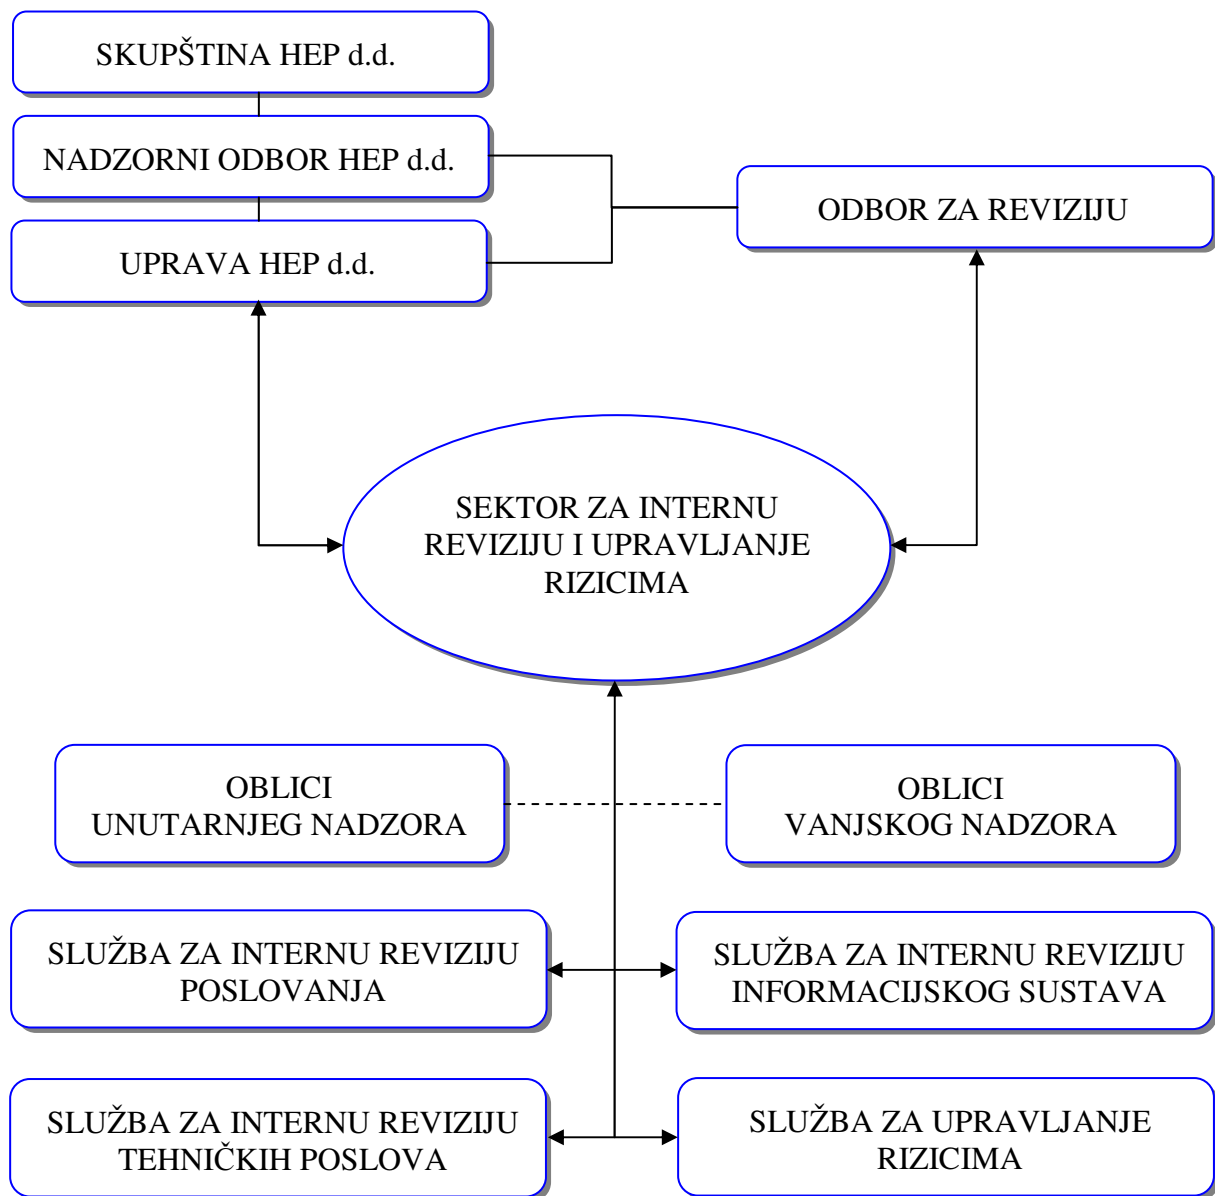 SKUPŠTINA HEP d.d.
NADZORNI ODBOR HEP d.d.
UPRAVA HEP d.d.
ODBOR ZA REVIZIJU
SEKTOR ZA INTERNU
REVIZIJU I UPRAVLJANJE
RIZICIMA
OBLICI
UNUTARNJEG NADZORA
OBLICI
VANJSKOG NADZORA
SLUŽBA ZA INTERNU REVIZIJU
POSLOVANJA
SLUŽBA ZA INTERNU REVIZIJU
INFORMACIJSKOG SUSTAVA
SLUŽBA ZA INTERNU REVIZIJU
TEHNIČKIH POSLOVA
SLUŽBA ZA UPRAVLJANJE
RIZICIMA